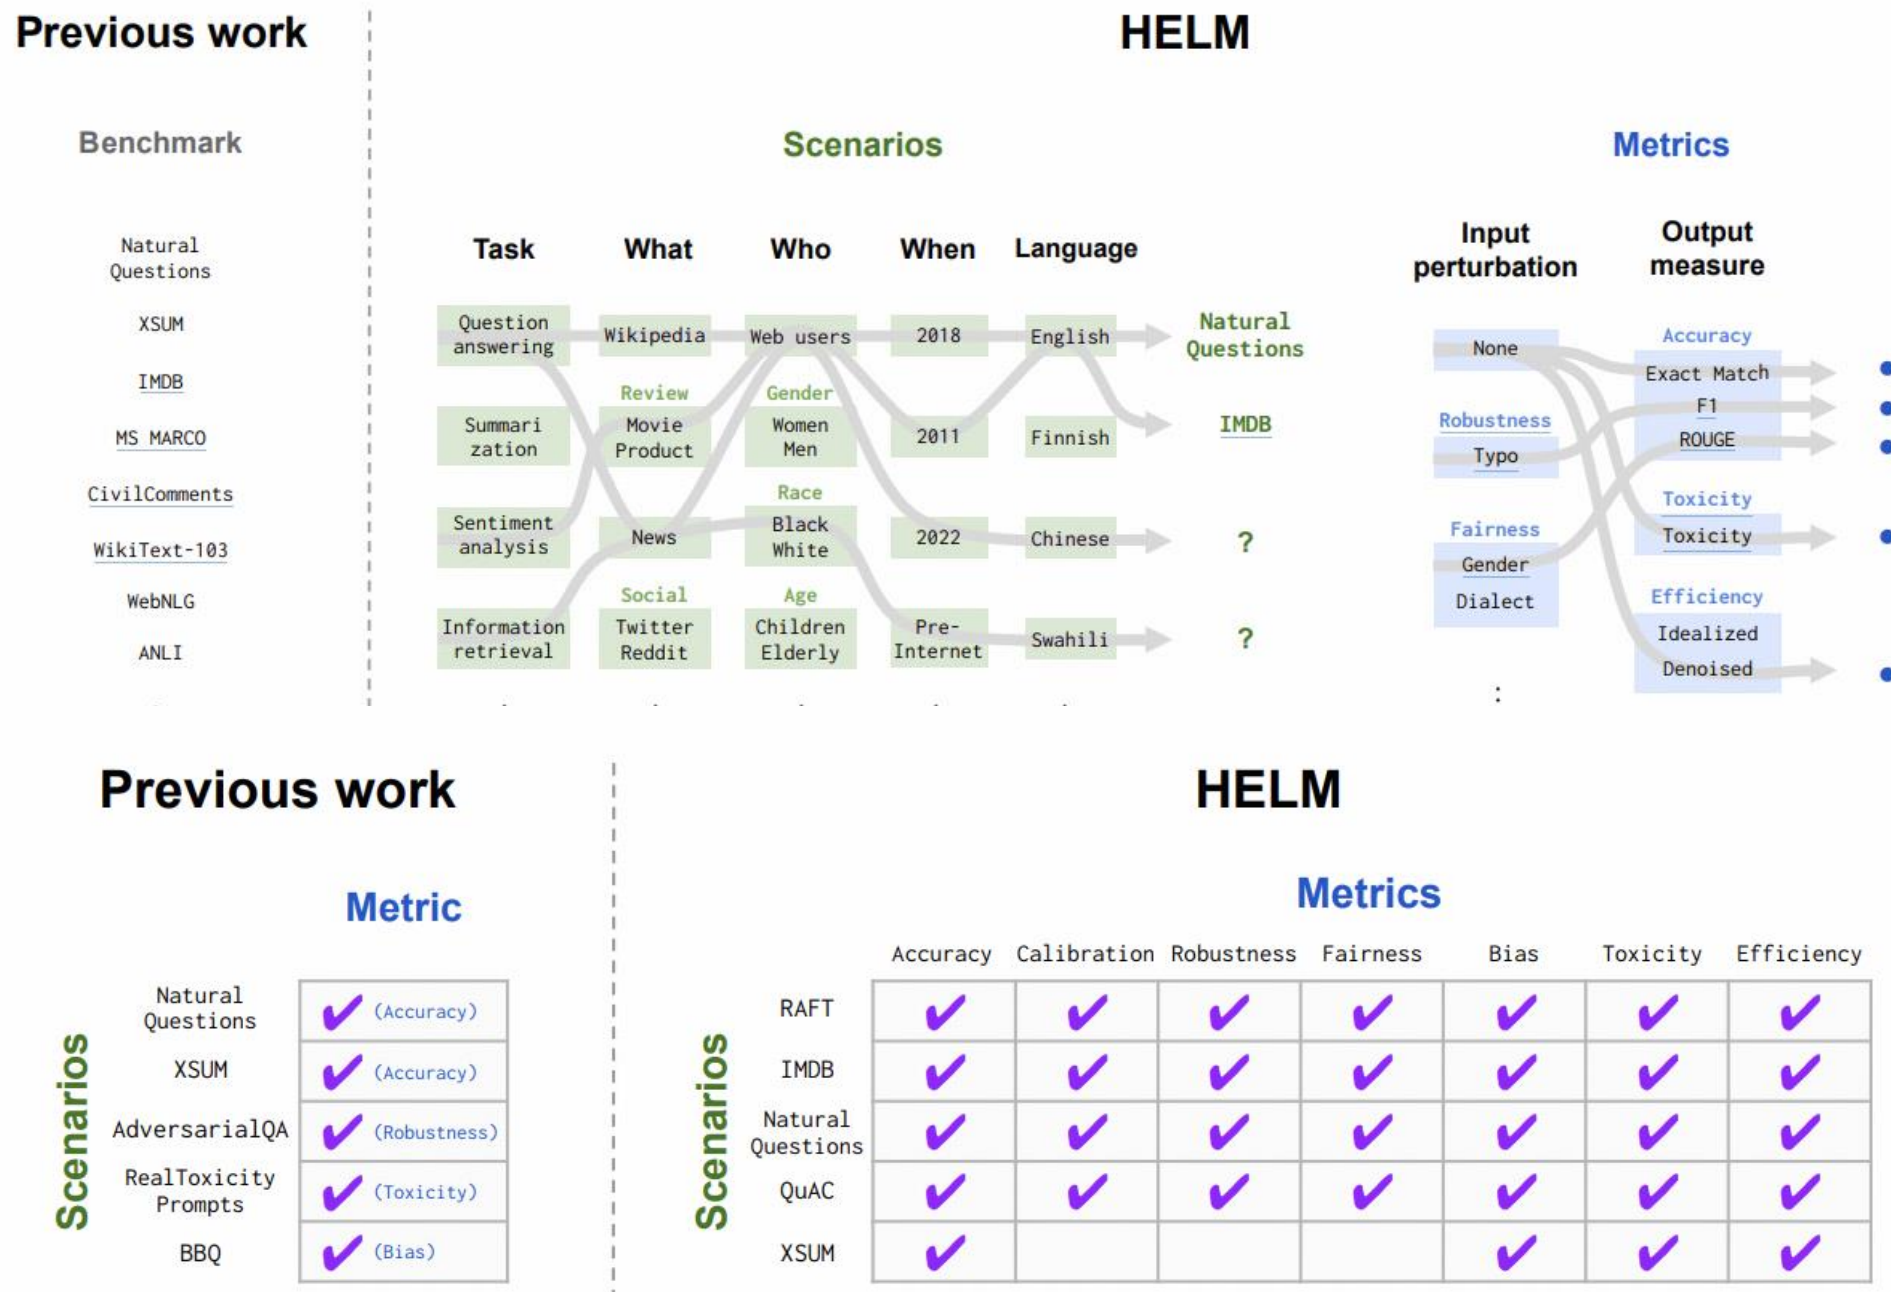 Previous work
HELM
Benchmark
Scenarios
Metrics
Natural
Questions
XSUM
IMDB
MS MARCO
CivilComments
WikiText-103
WebNLG
ANLI
Task
What
Who
When
Language
Question
answering
Wikipedia
Web users
2018
English
Natural
Questions
Summari
zation
Review
Movie
Product
Gender
Women
Men
2011
Finnish
IMDB
Sentiment
analysis
News
Race
Black
White
2022
Chinese
?
Information
retrieval
Social
Twitter
Reddit
Age
Children
Elderly
Pre-
Internet
Swahili
?
Input
perturbation
Output
measure
None
Robustness
Typo
Fairness
Gender
Dialect
:
Accuracy
Exact Match
F1
ROUGE
Toxicity
Toxicity
Efficiency
Idealized
Denoised
Previous work
HELM
Metric
Scenarios
Natural
Questions
✔ (Accuracy)
XSUM
✔ (Accuracy)
AdversarialQA
✔ (Robustness)
RealToxicity
Prompts
✔ (Toxicity)
BBQ
✔ (Bias)
Metrics
Accuracy Calibration Robustness Fairness Bias Toxicity Efficiency
Scenarios
RAFT ✔ ✔ ✔ ✔ ✔ ✔ ✔
IMDB ✔ ✔ ✔ ✔ ✔ ✔ ✔
Natural
Questions ✔ ✔ ✔ ✔ ✔ ✔ ✔
QuAC ✔ ✔ ✔ ✔ ✔ ✔ ✔
XSUM ✔ ✔ ✔ ✔